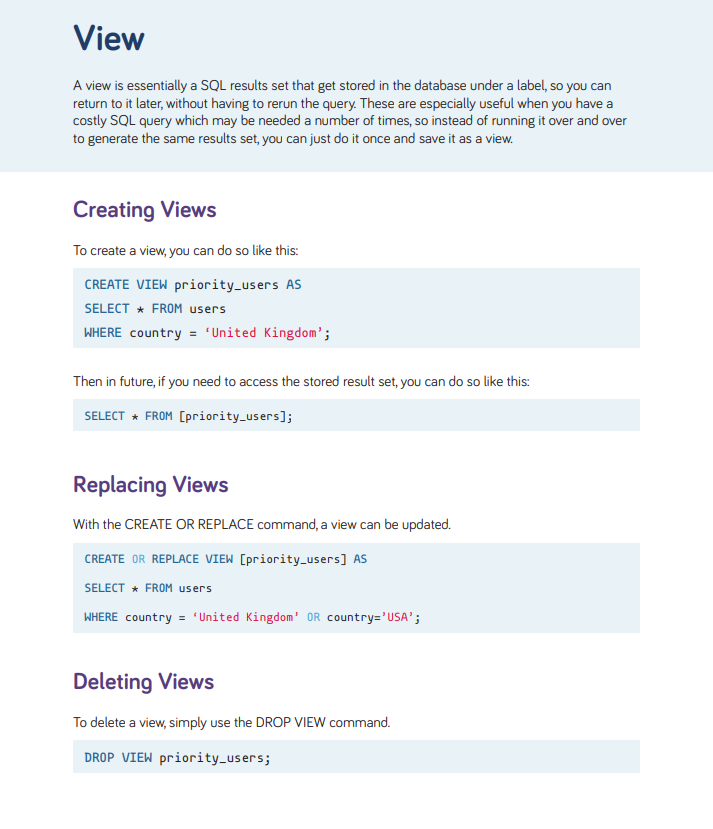 View
A view is essentially a SQL results set that get stored in the database under a label, so you can
return to it later, without having to rerun the query. These are especially useful when you have a
costly SQL query which may be needed a number of times, so instead of running it over and over
to generate the same results set, you can just do it once and save it as a view.
Creating Views
To create a view, you can do so like this:
CREATE VIEW priority_users AS
SELECT * FROM users
WHERE country = ‘United Kingdom’;
Then in future, if you need to access the stored result set, you can do so like this:
SELECT * FROM [priority_users];
Replacing Views
With the CREATE OR REPLACE command, a view can be updated.
CREATE OR REPLACE VIEW [priority_users] AS
SELECT * FROM users
WHERE country = ‘United Kingdom’ OR country=’USA’;
Deleting Views
To delete a view, simply use the DROP VIEW command.
DROP VIEW priority_users;